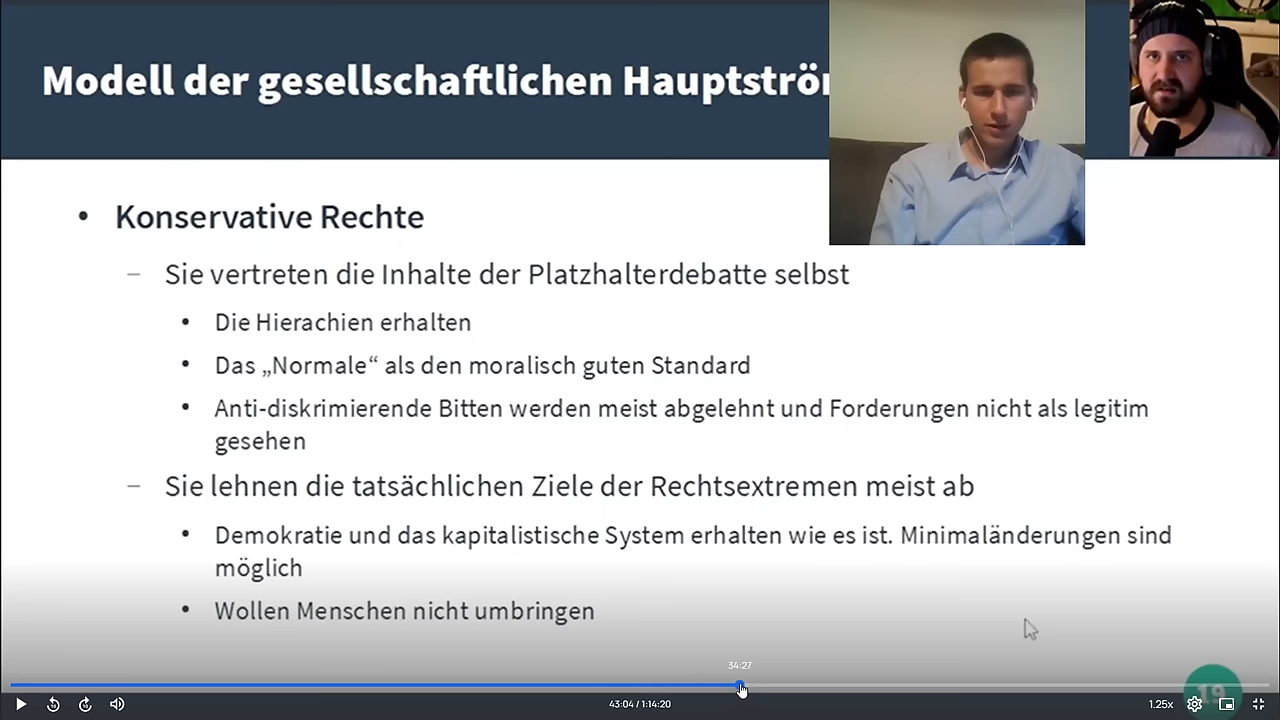 Modell der gesellschaftlichen Hauptströ
• Konservative Rechte
– Sie vertreten die Inhalte der Platzhalterdebatte selbst
• Die Hierachien erhalten
• Das „Normale“ als den moralisch guten Standard
• Anti-diskrimierende Bitten werden meist abgelehnt und Forderungen nicht als legitim
gesehen
– Sie lehnen die tatsächlichen Ziele der Rechtsextremen meist ab
• Demokratie und das kapitalistische System erhalten wie es ist. Minimaländerungen sind
möglich
• Wollen Menschen nicht umbringen
34:27
19
43:04 / 1:14:20
1.25x